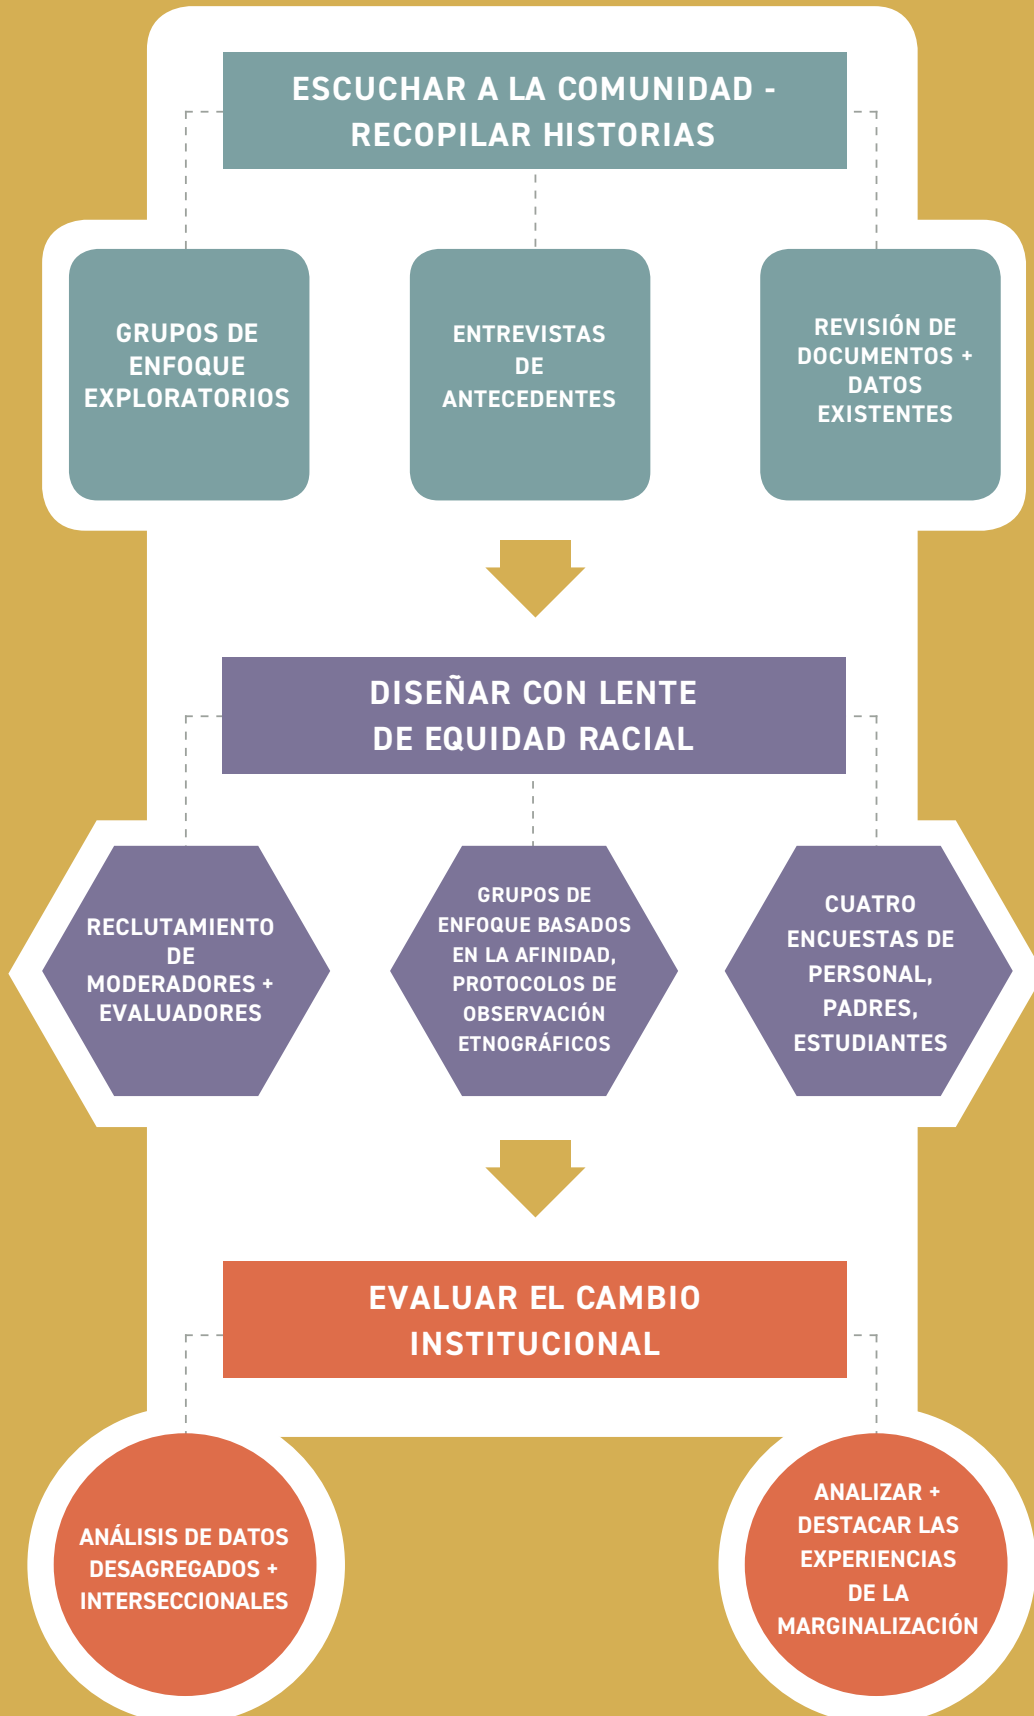 ESCUCHAR A LA COMUNIDAD -
RECOPILAR HISTORIAS
GRUPOS DE
ENFOQUE
EXPLORATORIOS
ENTREVISTAS
DE
ANTECEDENTES
REVISIÓN DE
DOCUMENTOS +
DATOS
EXISTENTES
DISEÑAR CON LENTE
DE EQUIDAD RACIAL
RECLUTAMIENTO
DE
MODERADORES +
EVALUADORES
GRUPOS DE
ENFOQUE BASADOS
EN LA AFINIDAD,
PROTOCOLOS DE
OBSERVACIÓN
ETNOGRÁFICOS
CUATRO
ENCUESTAS DE
PERSONAL,
PADRES,
ESTUDIANTES
EVALUAR EL CAMBIO
INSTITUCIONAL
ANÁLISIS DE DATOS
DESAGREGADOS +
INTERSECCIONALES
ANALIZAR +
DESTACAR LAS
EXPERIENCIAS
DE LA
MARGINALIZACIÓN